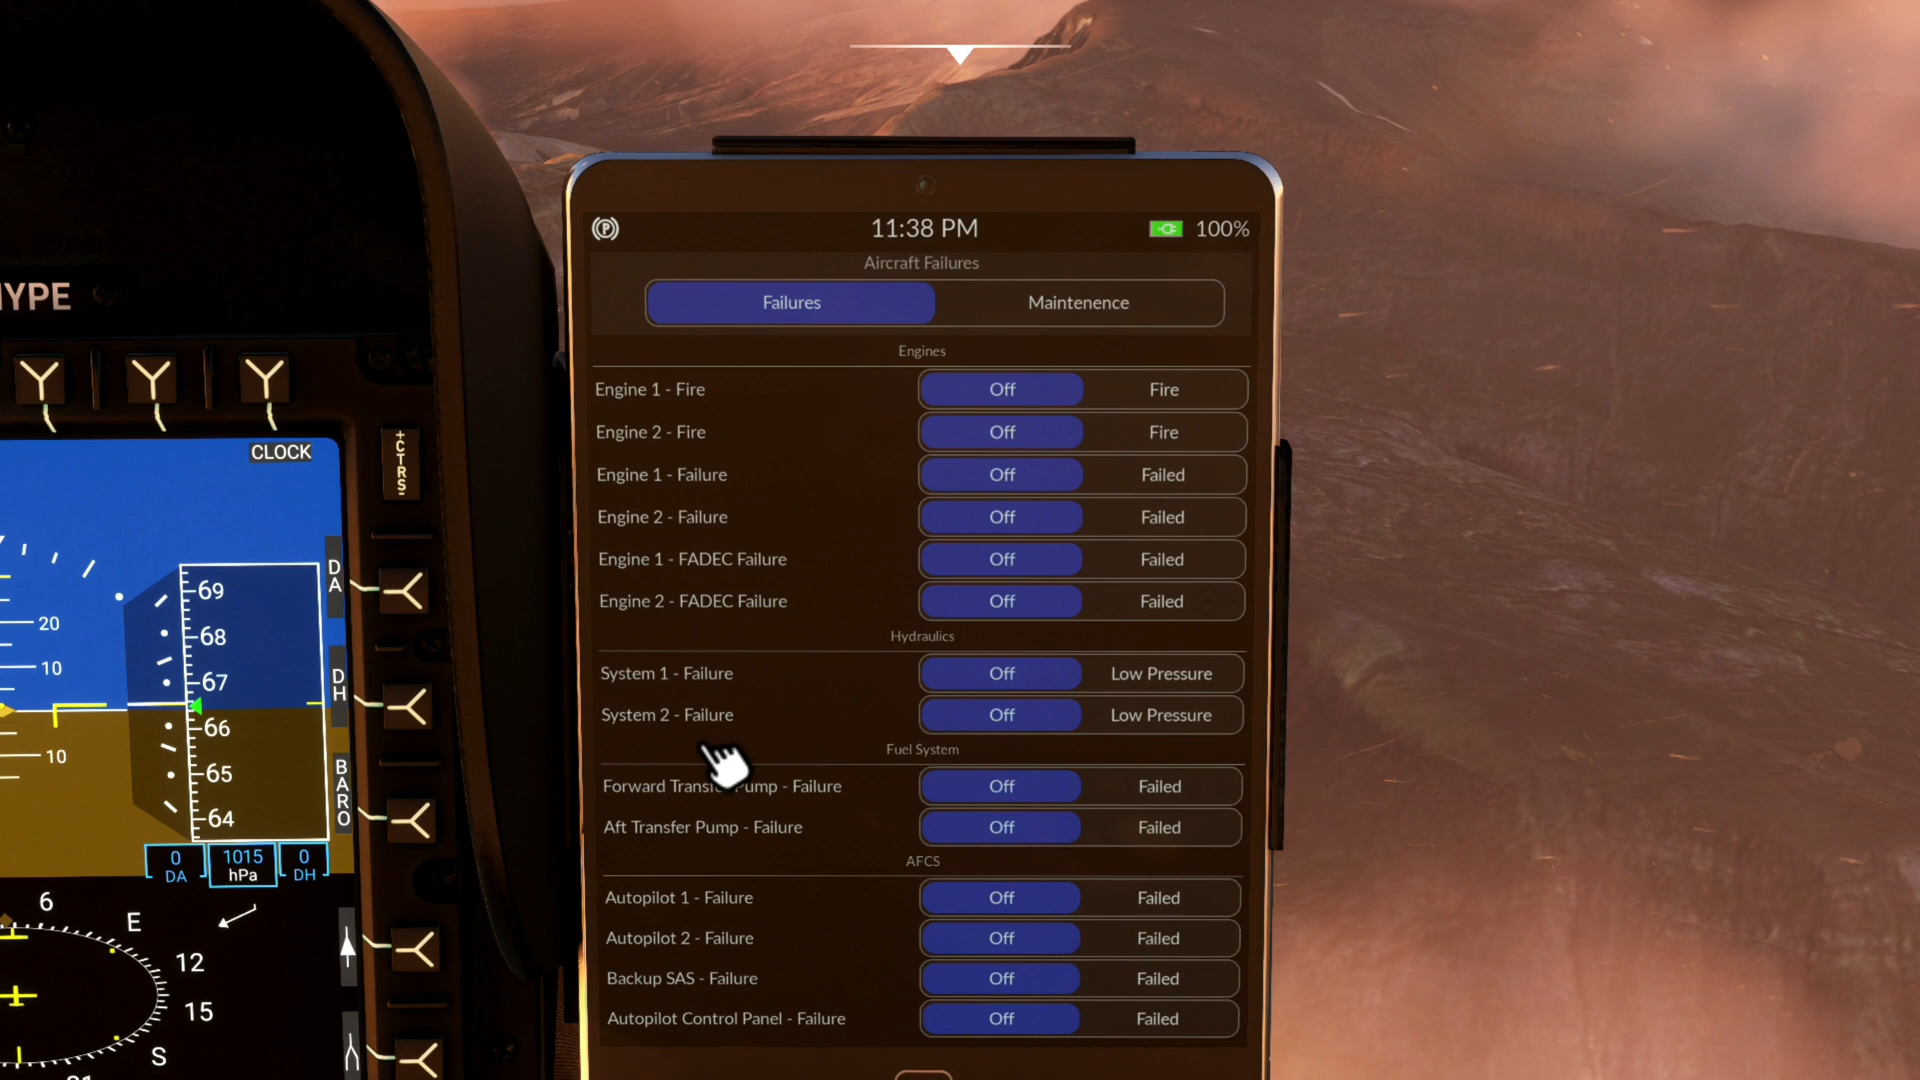 HYPE
CLOCK
+CTRS-
69
68
67
66
65
64
20
10
10
DA
DH
BARO
0
DA
1015
hPa
0
DH
6
E
12
15
S
11:38 PM
100%
Aircraft Failures
Failures
Maintenence
Engines
Engine 1 - Fire Off Fire
Engine 2 - Fire Off Fire
Engine 1 - Failure Off Failed
Engine 2 - Failure Off Failed
Engine 1 - FADEC Failure Off Failed
Engine 2 - FADEC Failure Off Failed
Hydraulics
System 1 - Failure Off Low Pressure
System 2 - Failure Off Low Pressure
Fuel System
Forward Transfer Pump - Failure Off Failed
Aft Transfer Pump - Failure Off Failed
AFCS
Autopilot 1 - Failure Off Failed
Autopilot 2 - Failure Off Failed
Backup SAS - Failure Off Failed
Autopilot Control Panel - Failure Off Failed